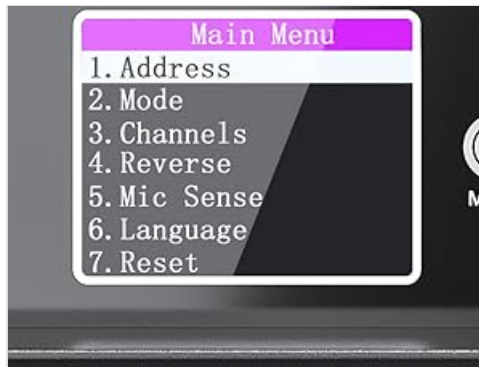 Main Menu
1. Address
2. Mode
3. Channels
4. Reverse
5. Mic Sense
6. Language
7. Reset